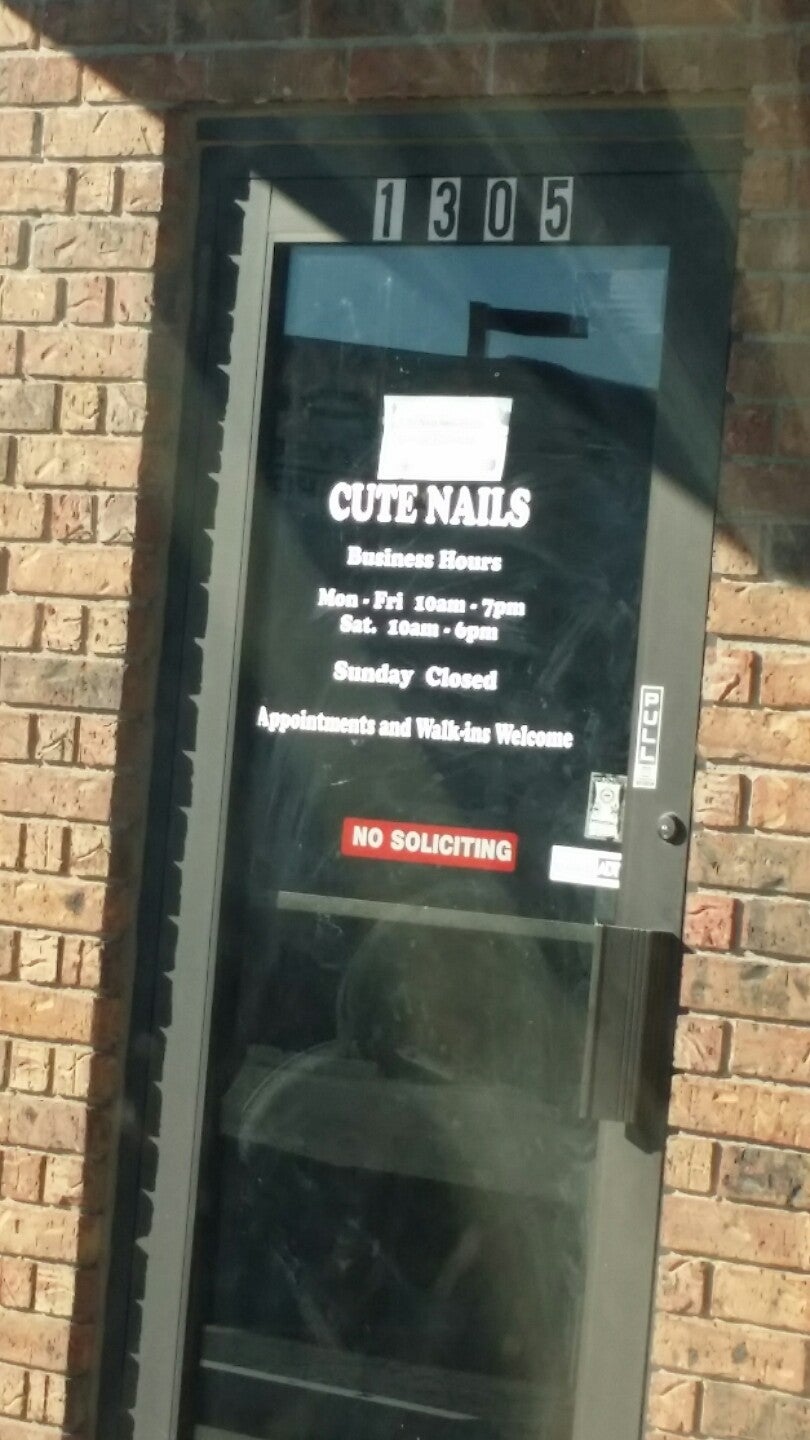 1305
CUTE NAILS
Business Hours
Mon - Fri 10am - 7pm
Sat. 10am - 6pm
Sunday Closed
Appointments and Walk-ins Welcome
PULL
NO SOLICITING
ADT